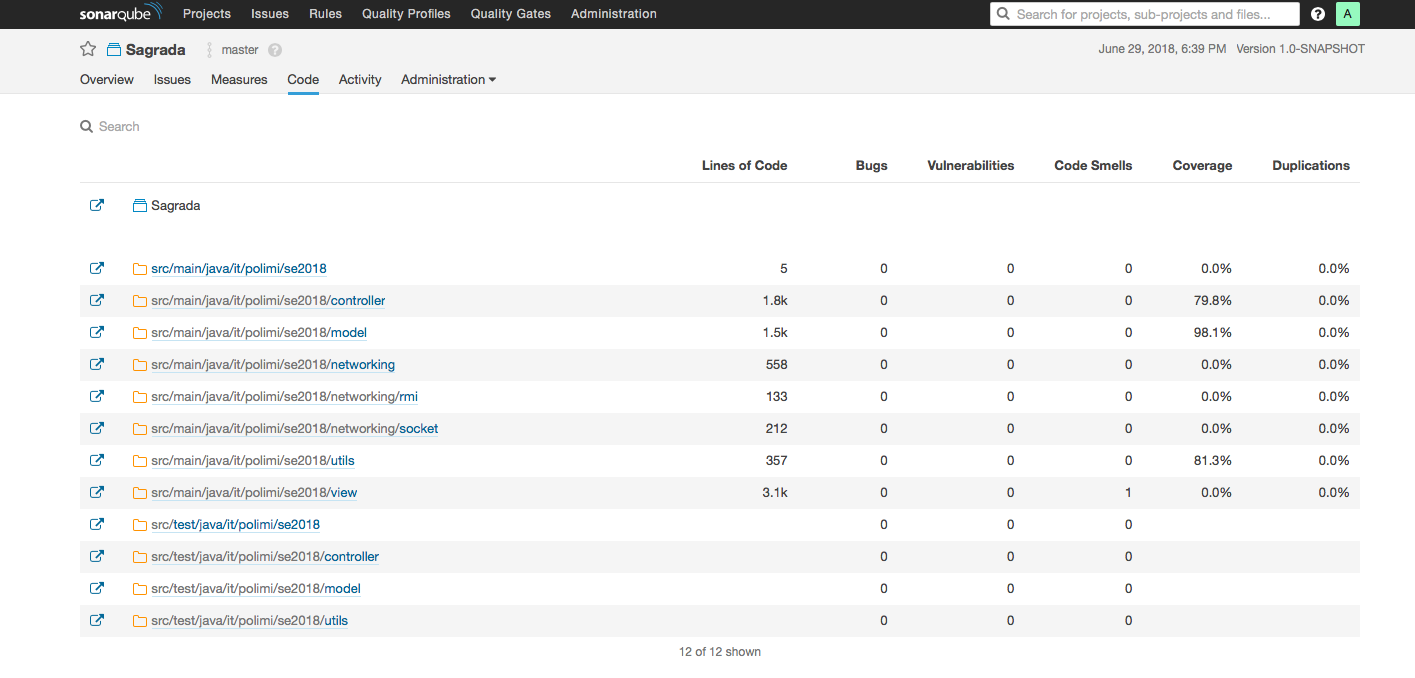 sonarqube Projects Issues Rules Quality Profiles Quality Gates Administration Search for projects, sub-projects and files... ? A
Sagrada master ? June 29, 2018, 6:39 PM Version 1.0-SNAPSHOT
Overview Issues Measures Code Activity Administration
Search
Lines of Code Bugs Vulnerabilities Code Smells Coverage Duplications
Sagrada
src/main/java/it/polimi/se2018 5 0 0 0 0.0% 0.0%
src/main/java/it/polimi/se2018/controller 1.8k 0 0 0 79.8% 0.0%
src/main/java/it/polimi/se2018/model 1.5k 0 0 0 98.1% 0.0%
src/main/java/it/polimi/se2018/networking 558 0 0 0 0.0% 0.0%
src/main/java/it/polimi/se2018/networking/rmi 133 0 0 0 0.0% 0.0%
src/main/java/it/polimi/se2018/networking/socket 212 0 0 0 0.0% 0.0%
src/main/java/it/polimi/se2018/utils 357 0 0 0 81.3% 0.0%
src/main/java/it/polimi/se2018/view 3.1k 0 0 1 0.0% 0.0%
src/test/java/it/polimi/se2018 0 0 0
src/test/java/it/polimi/se2018/controller 0 0 0
src/test/java/it/polimi/se2018/model 0 0 0
src/test/java/it/polimi/se2018/utils 0 0 0
12 of 12 shown